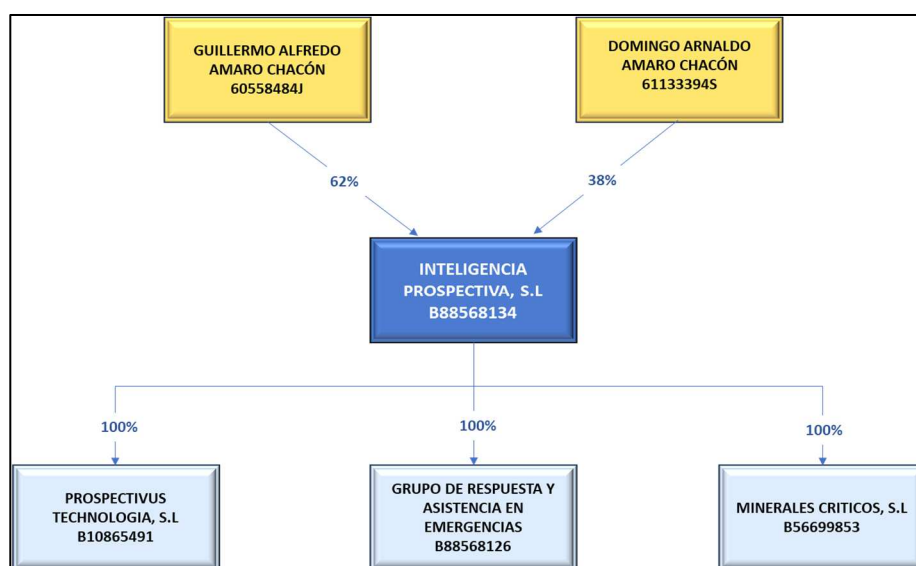 GUILLERMO ALFREDO
AMARO CHACÓN
60558484J
DOMINGO ARNALDO
AMARO CHACÓN
61133394S
62%
38%
INTELIGENCIA
PROSPECTIVA, S.L
B88568134
100%
100%
100%
PROSPECTIVUS
TECHNOLOGIA, S.L
B10865491
GRUPO DE RESPUESTA Y
ASISTENCIA EN
EMERGENCIAS
B88568126
MINERALES CRITICOS, S.L
B56699853